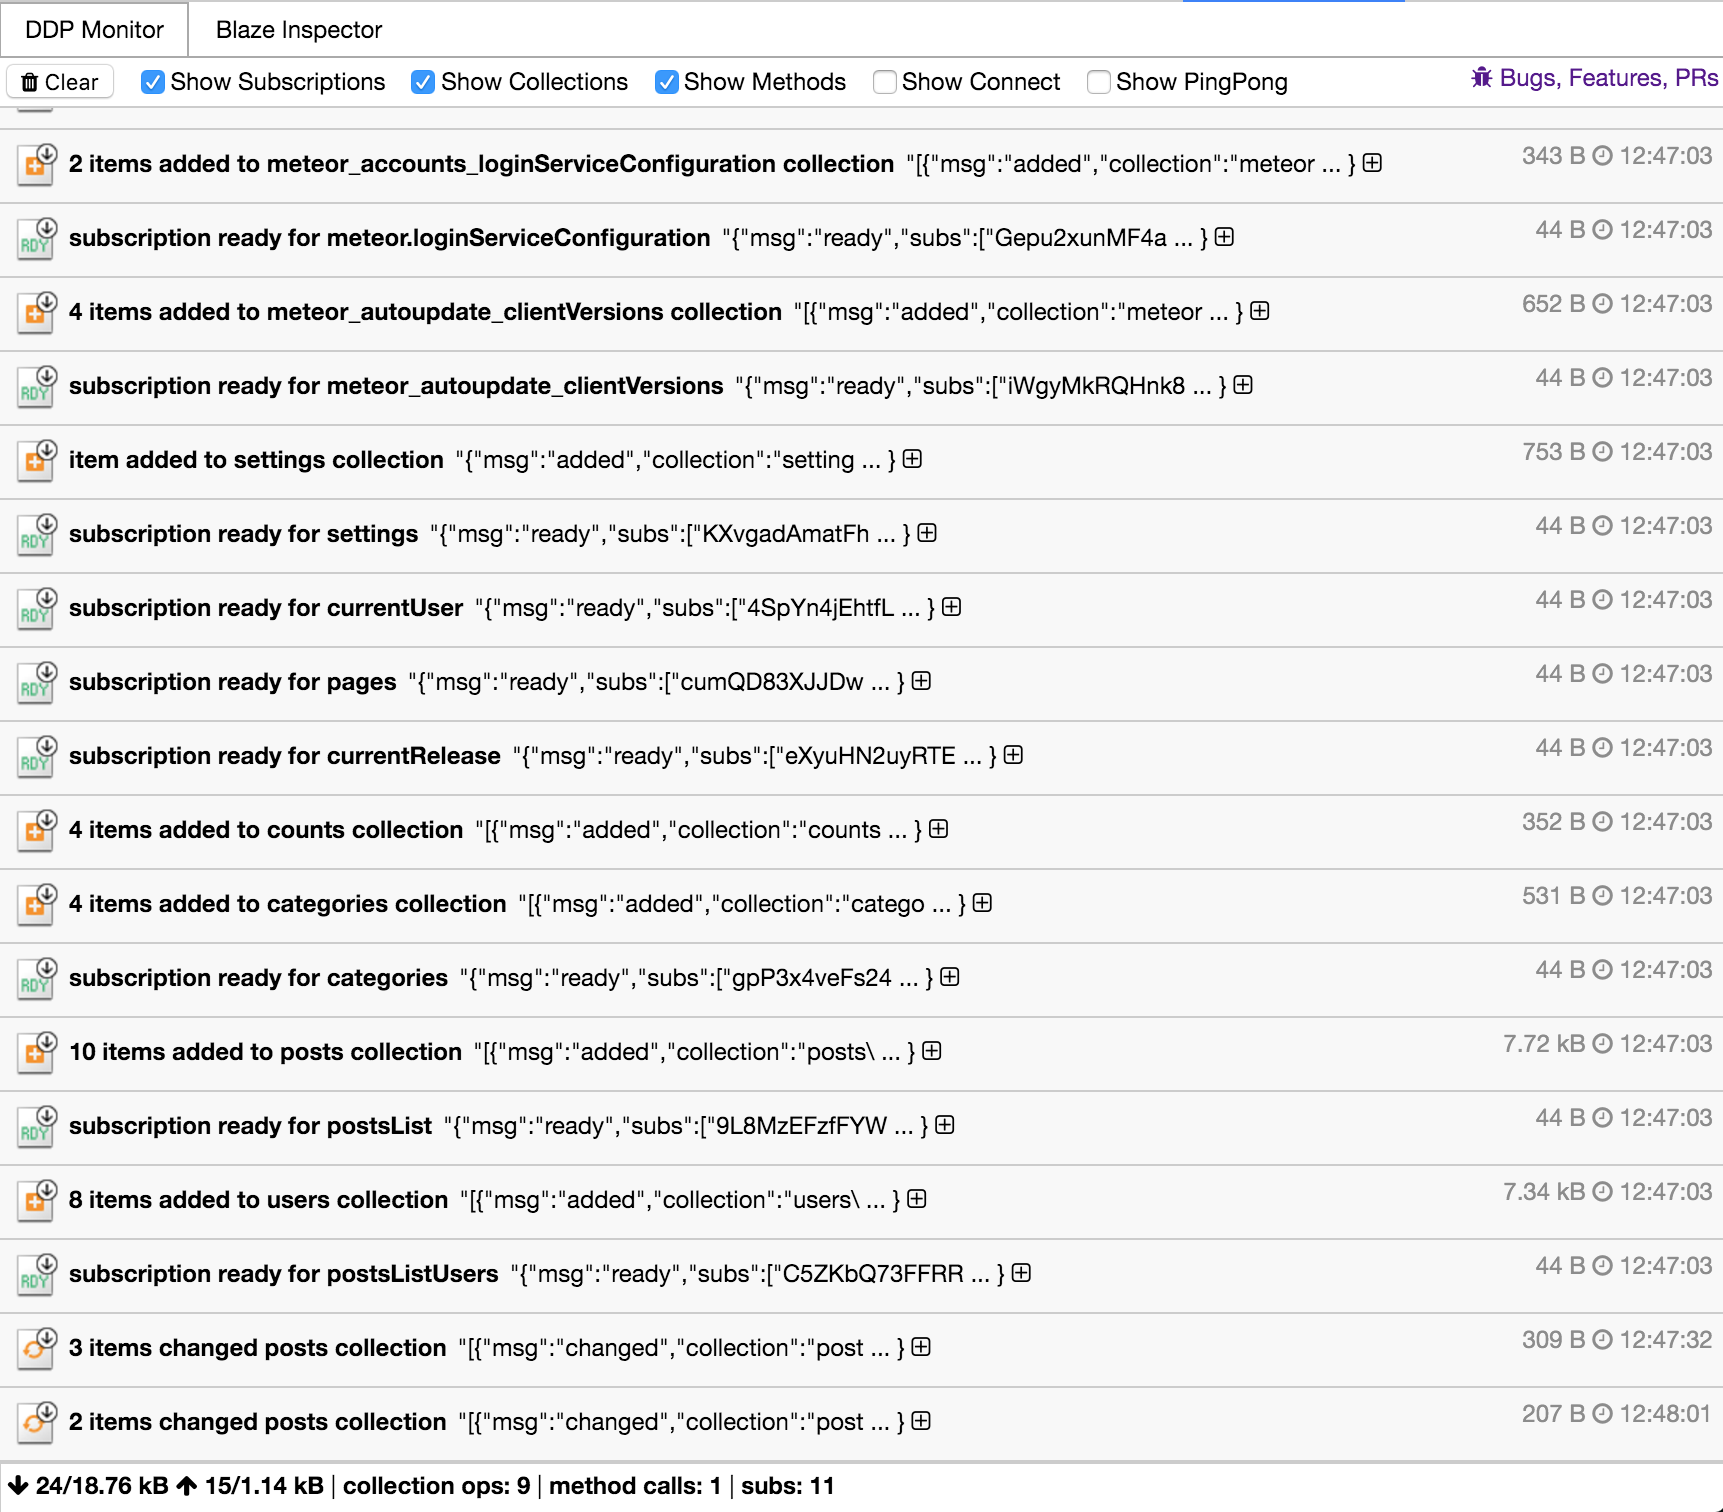 DDP Monitor Blaze Inspector
Clear Show Subscriptions Show Collections Show Methods Show Connect Show PingPong Bugs, Features, PRs
2 items added to meteor_accounts_loginServiceConfiguration collection "[{"msg":"added","collection":"meteor ... } 343 B 12:47:03
RDY subscription ready for meteor.loginServiceConfiguration "{"msg":"ready","subs":["Gepu2xunMF4a ... } 44 B 12:47:03
4 items added to meteor_autoupdate_clientVersions collection "[{"msg":"added","collection":"meteor ... } 652 B 12:47:03
RDY subscription ready for meteor_autoupdate_clientVersions "{"msg":"ready","subs":["iWgyMkRQHnk8 ... } 44 B 12:47:03
item added to settings collection "{"msg":"added","collection":"setting ... } 753 B 12:47:03
RDY subscription ready for settings "{"msg":"ready","subs":["KXvgadAmatFh ... } 44 B 12:47:03
RDY subscription ready for currentUser "{"msg":"ready","subs":["4SpYn4jEhtfL ... } 44 B 12:47:03
RDY subscription ready for pages "{"msg":"ready","subs":["cumQD83XJJDw ... } 44 B 12:47:03
RDY subscription ready for currentRelease "{"msg":"ready","subs":["eXyuHN2uyRTE ... } 44 B 12:47:03
4 items added to counts collection "[{"msg":"added","collection":"counts ... } 352 B 12:47:03
4 items added to categories collection "[{"msg":"added","collection":"catego ... } 531 B 12:47:03
RDY subscription ready for categories "{"msg":"ready","subs":["gpP3x4veFs24 ... } 44 B 12:47:03
10 items added to posts collection "[{"msg":"added","collection":"posts\ ... } 7.72 kB 12:47:03
RDY subscription ready for postsList "{"msg":"ready","subs":["9L8MzEFzfFYW ... } 44 B 12:47:03
8 items added to users collection "[{"msg":"added","collection":"users\ ... } 7.34 kB 12:47:03
RDY subscription ready for postsListUsers "{"msg":"ready","subs":["C5ZKbQ73FFRR ... } 44 B 12:47:03
3 items changed posts collection "[{"msg":"changed","collection":"post ... } 309 B 12:47:32
2 items changed posts collection "[{"msg":"changed","collection":"post ... } 207 B 12:48:01
24/18.76 kB 15/1.14 kB | collection ops: 9 | method calls: 1 | subs: 11